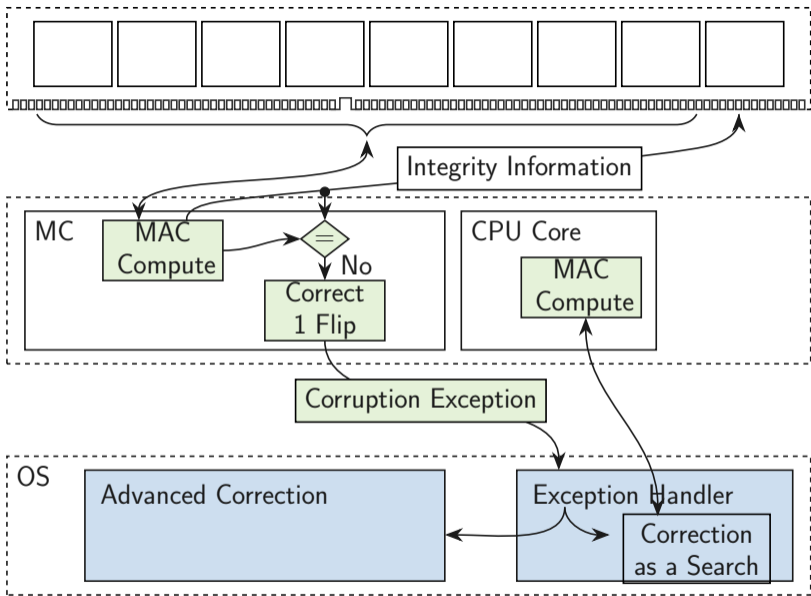 Integrity Information
MC
MAC
Compute
=
No
Correct
1 Flip
CPU Core
MAC
Compute
Corruption Exception
OS
Advanced Correction
Exception Handler
Correction
as a Search